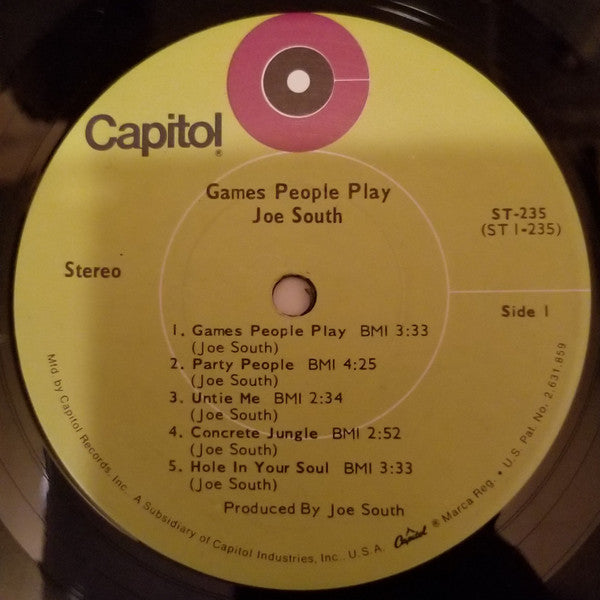 Capitol®
Games People Play
Joe South
ST-235
(ST 1-235)
Stereo
Side 1
1. Games People Play BMI 3:33
(Joe South)
2. Party People BMI 4:25
(Joe South)
3. Untie Me BMI 2:34
(Joe South)
4. Concrete Jungle BMI 2:52
(Joe South)
5. Hole In Your Soul BMI 3:33
(Joe South)
Produced By Joe South
Mfd. by Capitol Records, Inc. A Subsidiary of Capitol Industries, Inc., U.S.A. Capitol ® Marca Reg. • U.S. Pat. No. 2,631,859